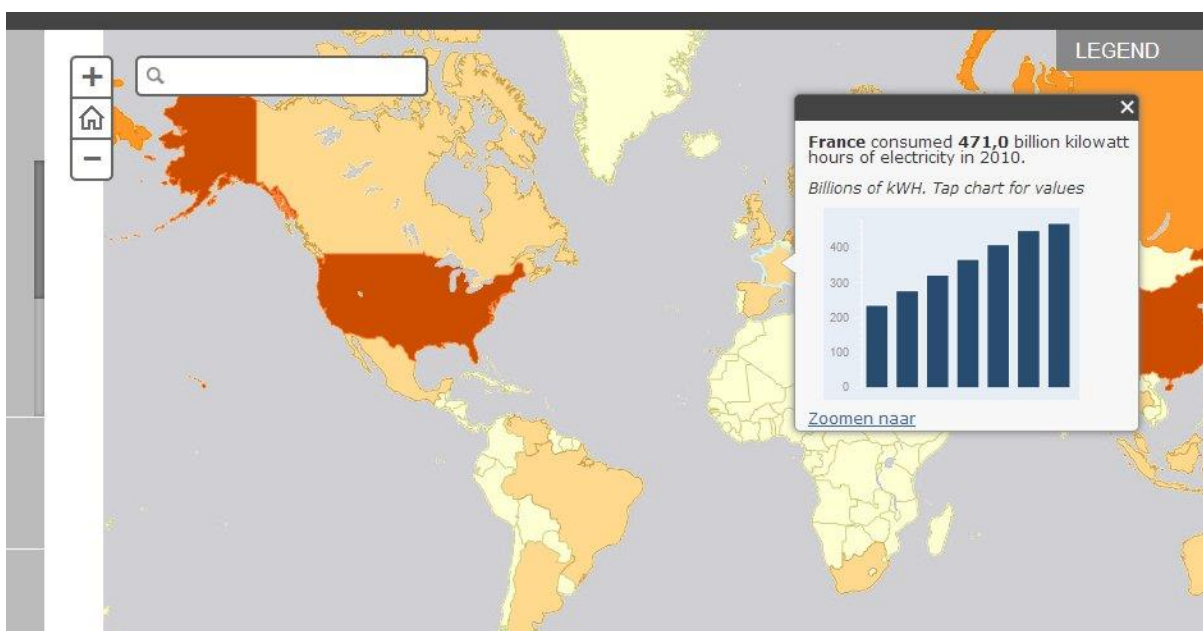 LEGEND
France consumed 471,0 billion kilowatt
hours of electricity in 2010.
Billions of kWH. Tap chart for values
400
300
200
100
0
Zoomen naar